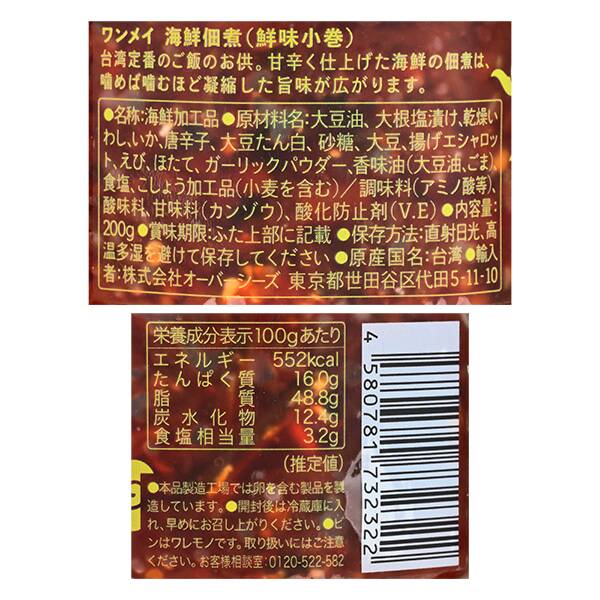 ワンメイ 海鮮佃煮(鮮味小巻)
台湾定番のご飯のお供。甘辛く仕上げた海鮮の佃煮は、
噛めば噛むほど凝縮した旨味が広がります。
●名称:海鮮加工品●原材料名:大豆油、大根塩漬け、乾燥い
わし、いか、唐辛子、大豆たん白、砂糖、大豆、揚げエシャロッ
ト、えび、ほたて、ガーリックパウダー、香味油(大豆油、ごま)、
食塩、こしょう加工品(小麦を含む)/調味料(アミノ酸等)、
酸味料、甘味料(カンゾウ)、酸化防止剤(V.E)●内容量:
200g●賞味期限:ふた上部に記載●保存方法:直射日光、高
温多湿を避けて保存してください●原産国名:台湾●輸入
者:株式会社オーバーシーズ 東京都世田谷区代田5-11-10
栄養成分表示100gあたり
エネルギー 552kcal
たんぱく質 16.0g
脂質 48.8g
炭水化物 12.4g
食塩相当量 3.2g
(推定値)
●本品製造工場では卵を含む製品を製
造しています。●開封後は冷蔵庫に入
れ、早めにお召し上がりください。●ビ
ンはワレモノです。取り扱いにはご注意
ください。お客様相談室:0120-522-582
4 580781 732322